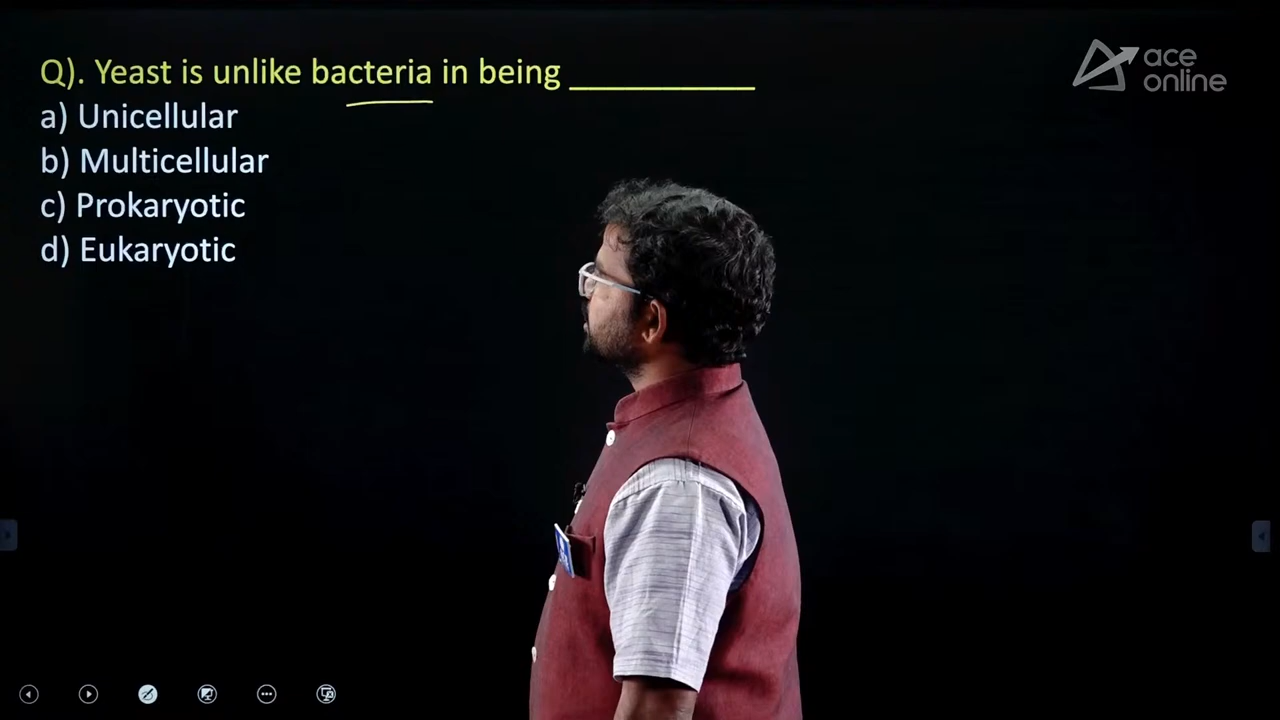 Q). Yeast is unlike bacteria in being ___________
a) Unicellular
b) Multicellular
c) Prokaryotic
d) Eukaryotic
ace
online